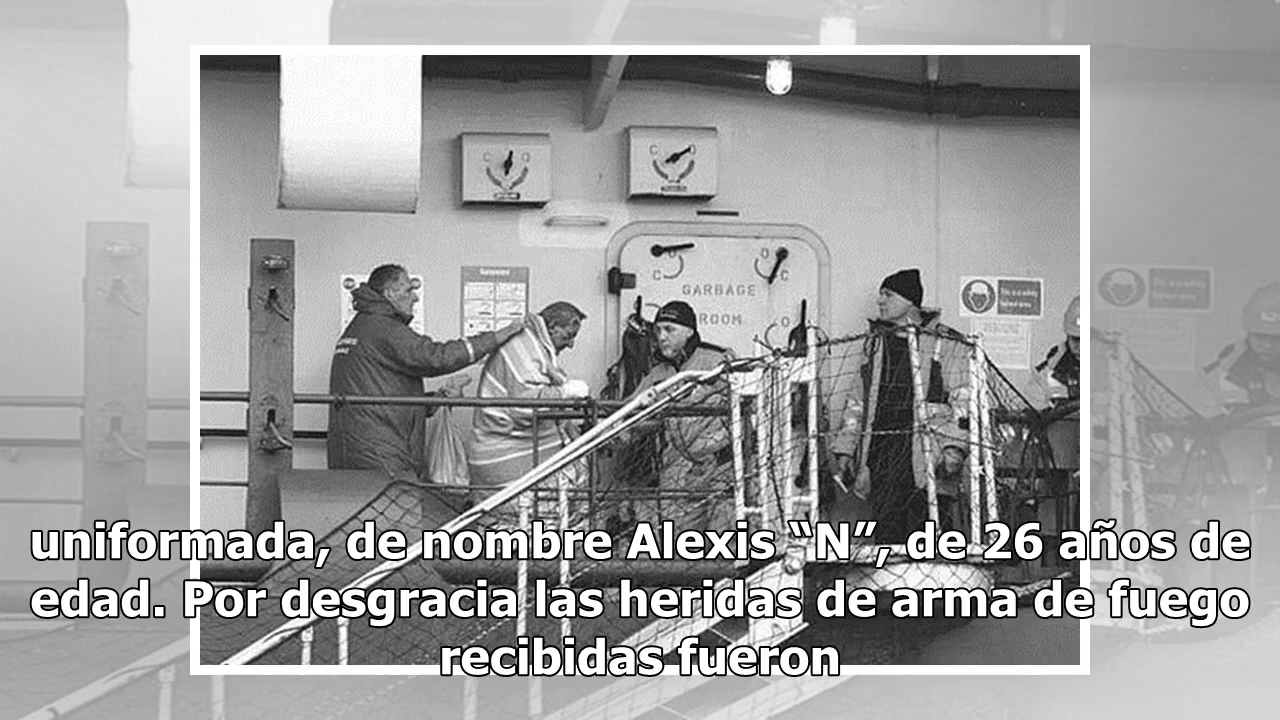 GARBAGE
ROOM
uniformada, de nombre Alexis “N”, de 26 años de
edad. Por desgracia las heridas de arma de fuego
recibidas fueron